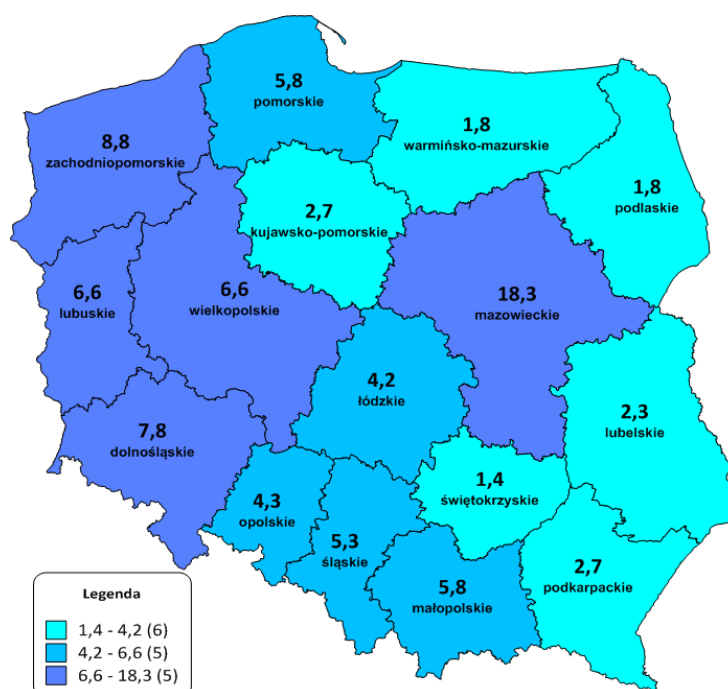 5,8
pomorskie
1,8
warmińsko-mazurskie
8,8
zachodniopomorskie
1,8
podlaskie
2,7
kujawsko-pomorskie
6,6
lubuskie
6,6
wielkopolskie
18,3
mazowieckie
4,2
łódzkie
2,3
lubelskie
7,8
dolnośląskie
1,4
świętokrzyskie
4,3
opolskie
5,3
śląskie
5,8
małopolskie
2,7
podkarpackie
Legenda
1,4 - 4,2 (6)
4,2 - 6,6 (5)
6,6 - 18,3 (5)